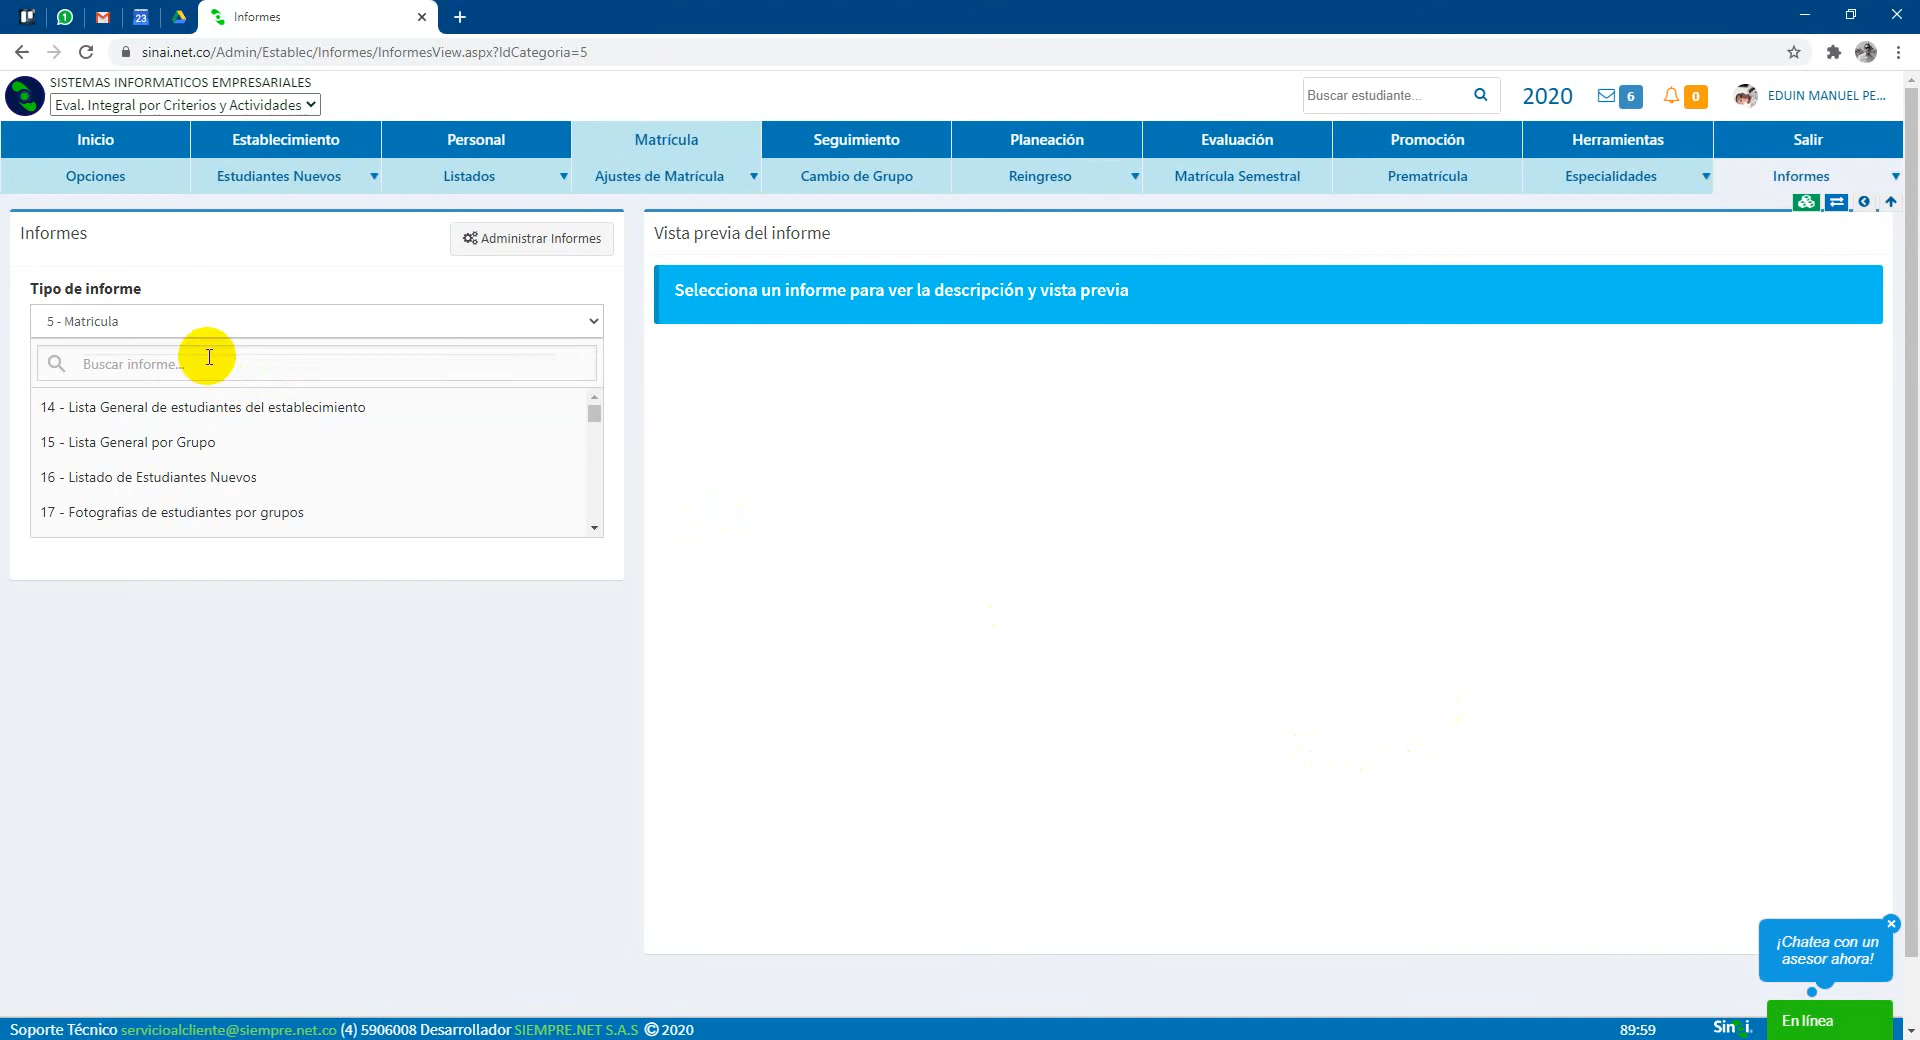 23
Informes
sinai.net.co/Admin/Establec/Informes/InformesView.aspx?IdCategoria=5
SISTEMAS INFORMATICOS EMPRESARIALES
Eval. Integral por Criterios y Actividades
Buscar estudiante...
2020
6
0
EDUIN MANUEL PE...
Inicio Establecimiento Personal Matrícula Seguimiento Planeación Evaluación Promoción Herramientas Salir
Opciones Estudiantes Nuevos Listados Ajustes de Matrícula Cambio de Grupo Reingreso Matrícula Semestral Prematrícula Especialidades Informes
Informes
Administrar Informes
Vista previa del informe
Tipo de informe
Selecciona un informe para ver la descripción y vista previa
5 - Matricula
Buscar informe...
14 - Lista General de estudiantes del establecimiento
15 - Lista General por Grupo
16 - Listado de Estudiantes Nuevos
17 - Fotografias de estudiantes por grupos
¡Chatea con un
asesor ahora!
En línea
Soporte Técnico servicioalcliente@siempre.net.co (4) 5906008 Desarrollador SIEMPRE.NET S.A.S © 2020
89:59
Sin i.